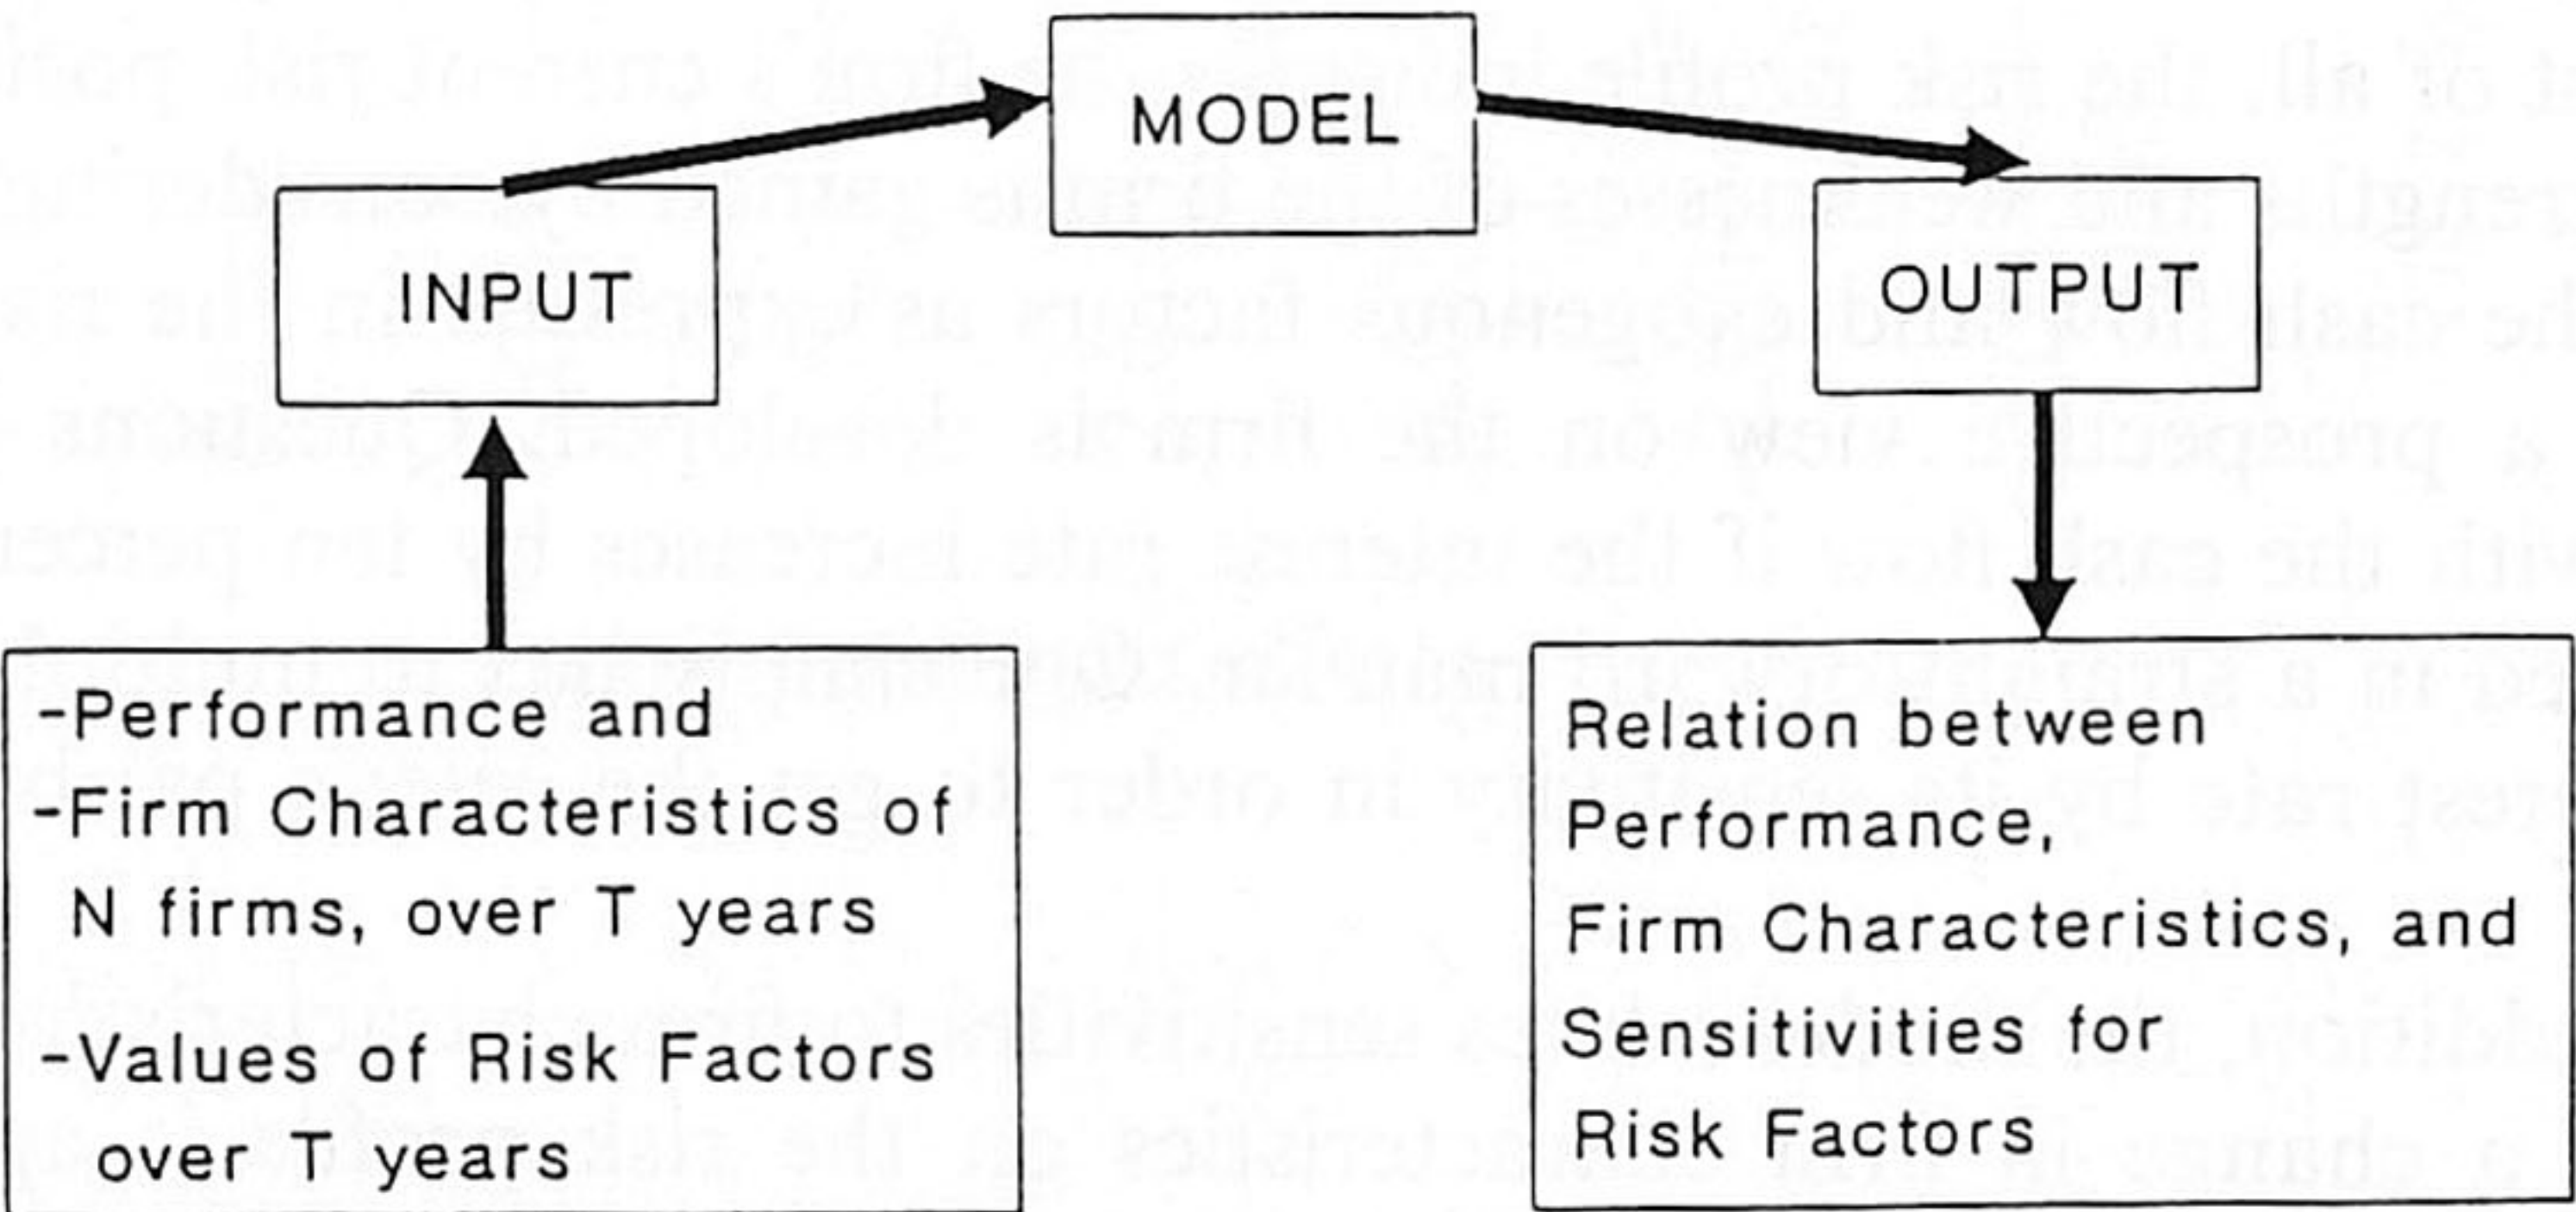 MODEL
INPUT
OUTPUT
-Performance and
-Firm Characteristics of
N firms, over T years
-Values of Risk Factors
over T years
Relation between
Performance,
Firm Characteristics, and
Sensitivities for
Risk Factors